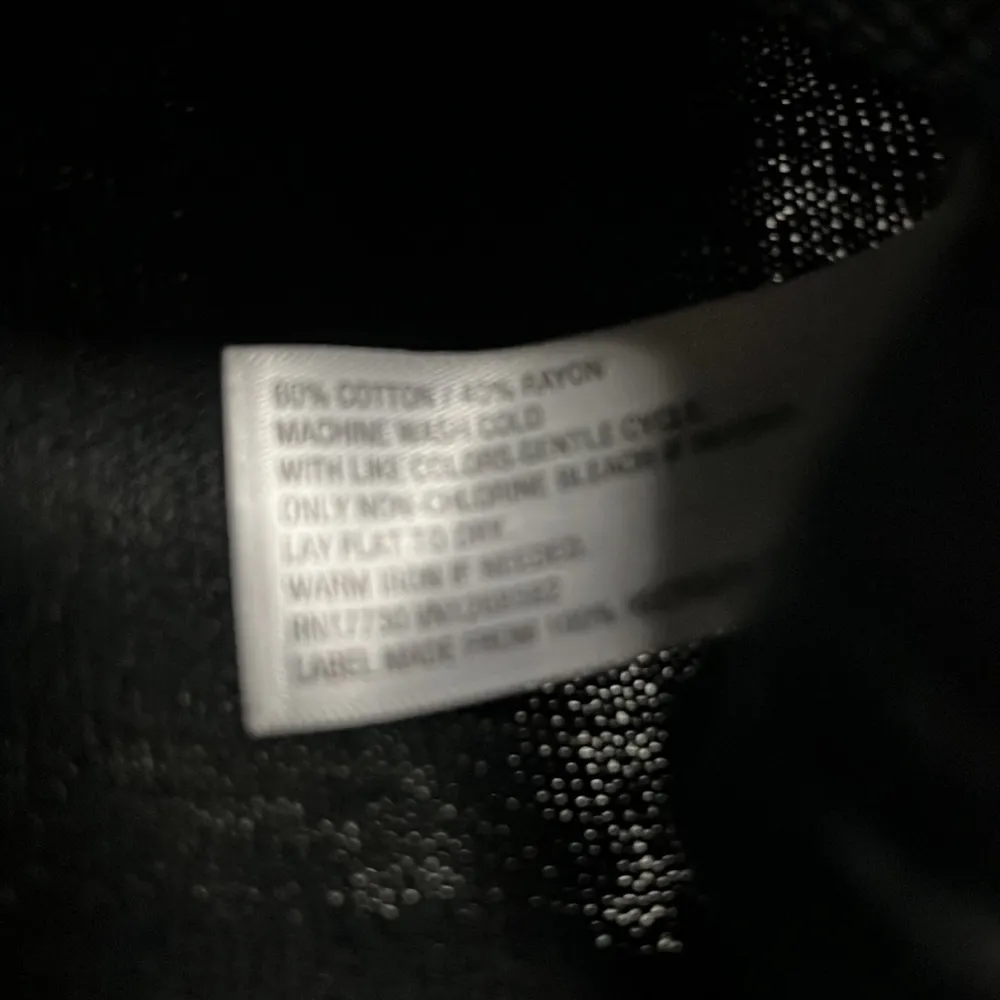 60% COTTON / 40% RAYON
MACHINE WASH COLD
WITH LIKE COLORS GENTLE CYCLE.
ONLY NON-CHLORINE BLEACH IF NEEDED.
LAY FLAT TO DRY.
WARM IRON IF NEEDED.
LABEL MADE FROM 100%